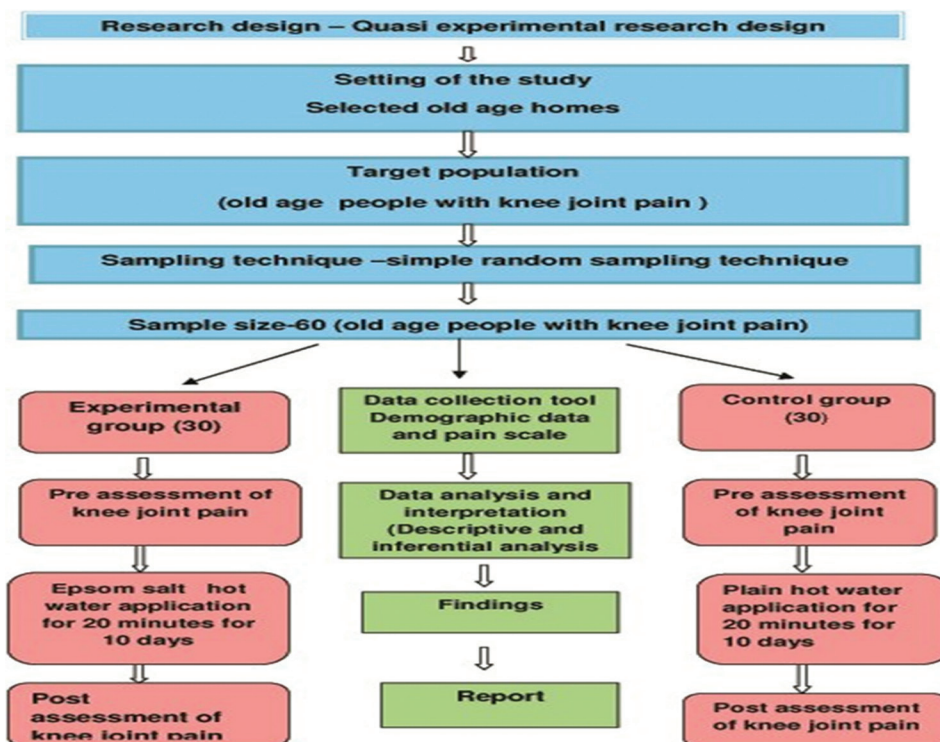 Research design – Quasi experimental research design
Setting of the study
Selected old age homes
Target population
(old age people with knee joint pain )
Sampling technique –simple random sampling technique
Sample size-60 (old age people with knee joint pain)
Experimental
group (30)
Pre assessment of
knee joint pain
Epsom salt hot
water application
for 20 minutes for
10 days
Post
assessment of
knee joint pain
Data collection tool
Demographic data
and pain scale
Data analysis and
interpretation
(Descriptive and
inferential analysis
Findings
Report
Control group
(30)
Pre assessment
of knee joint
pain
Plain hot water
application for
20 minutes for
10 days
Post assessment
of knee joint pain